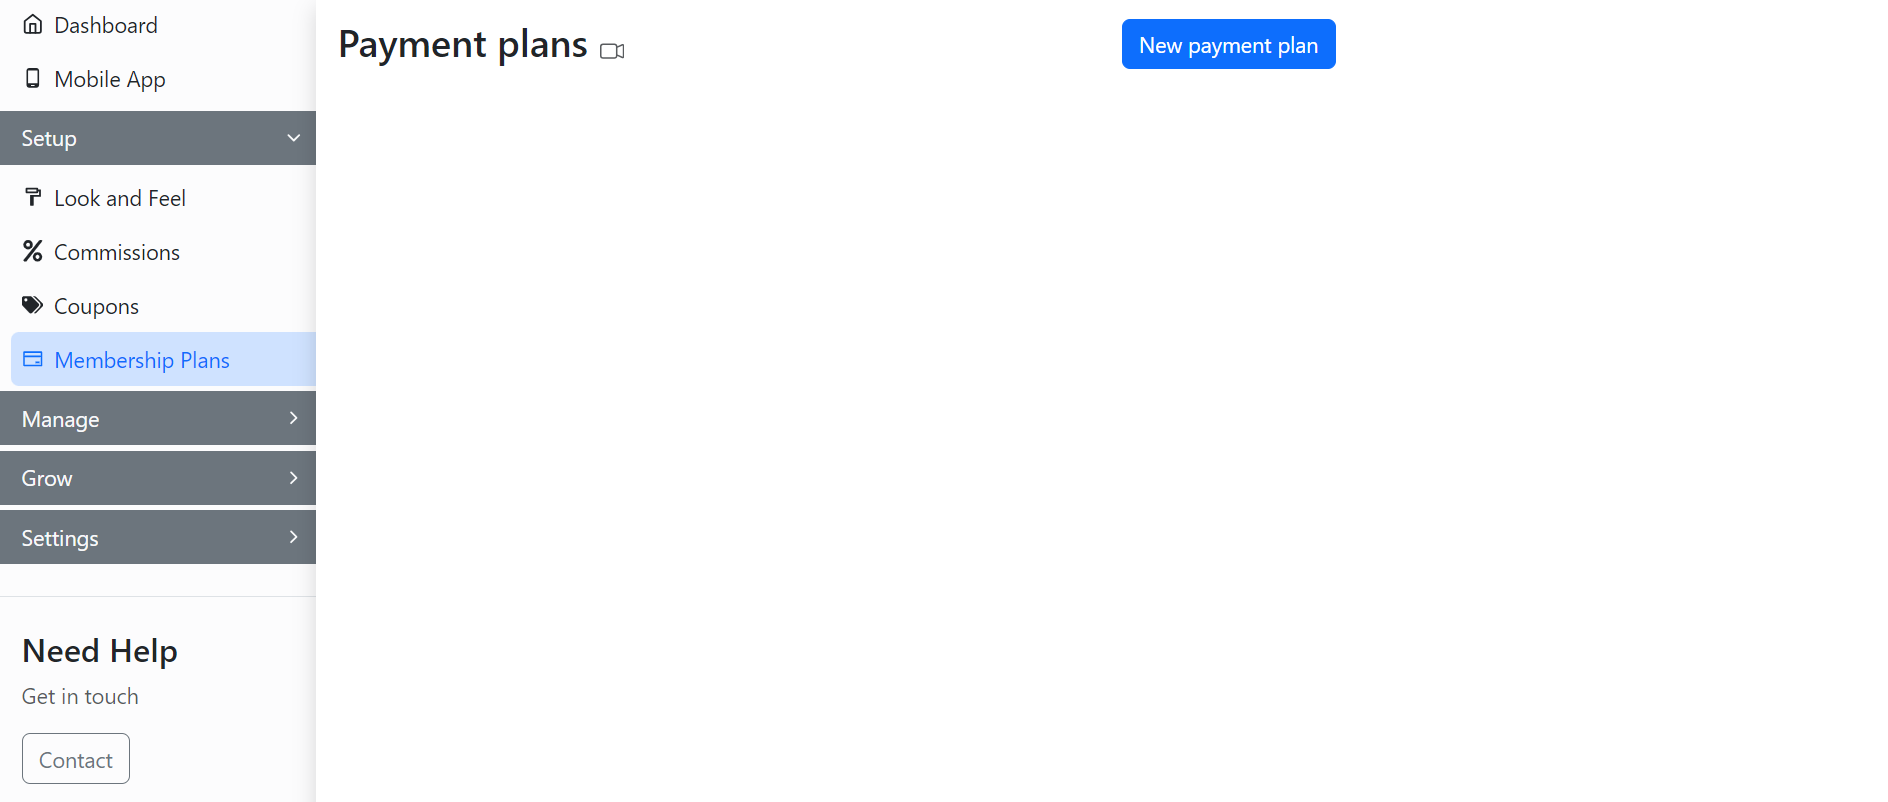 Dashboard
Mobile App
Setup
Look and Feel
Commissions
Coupons
Membership Plans
Manage
Grow
Settings
Need Help
Get in touch
Contact
Payment plans
New payment plan